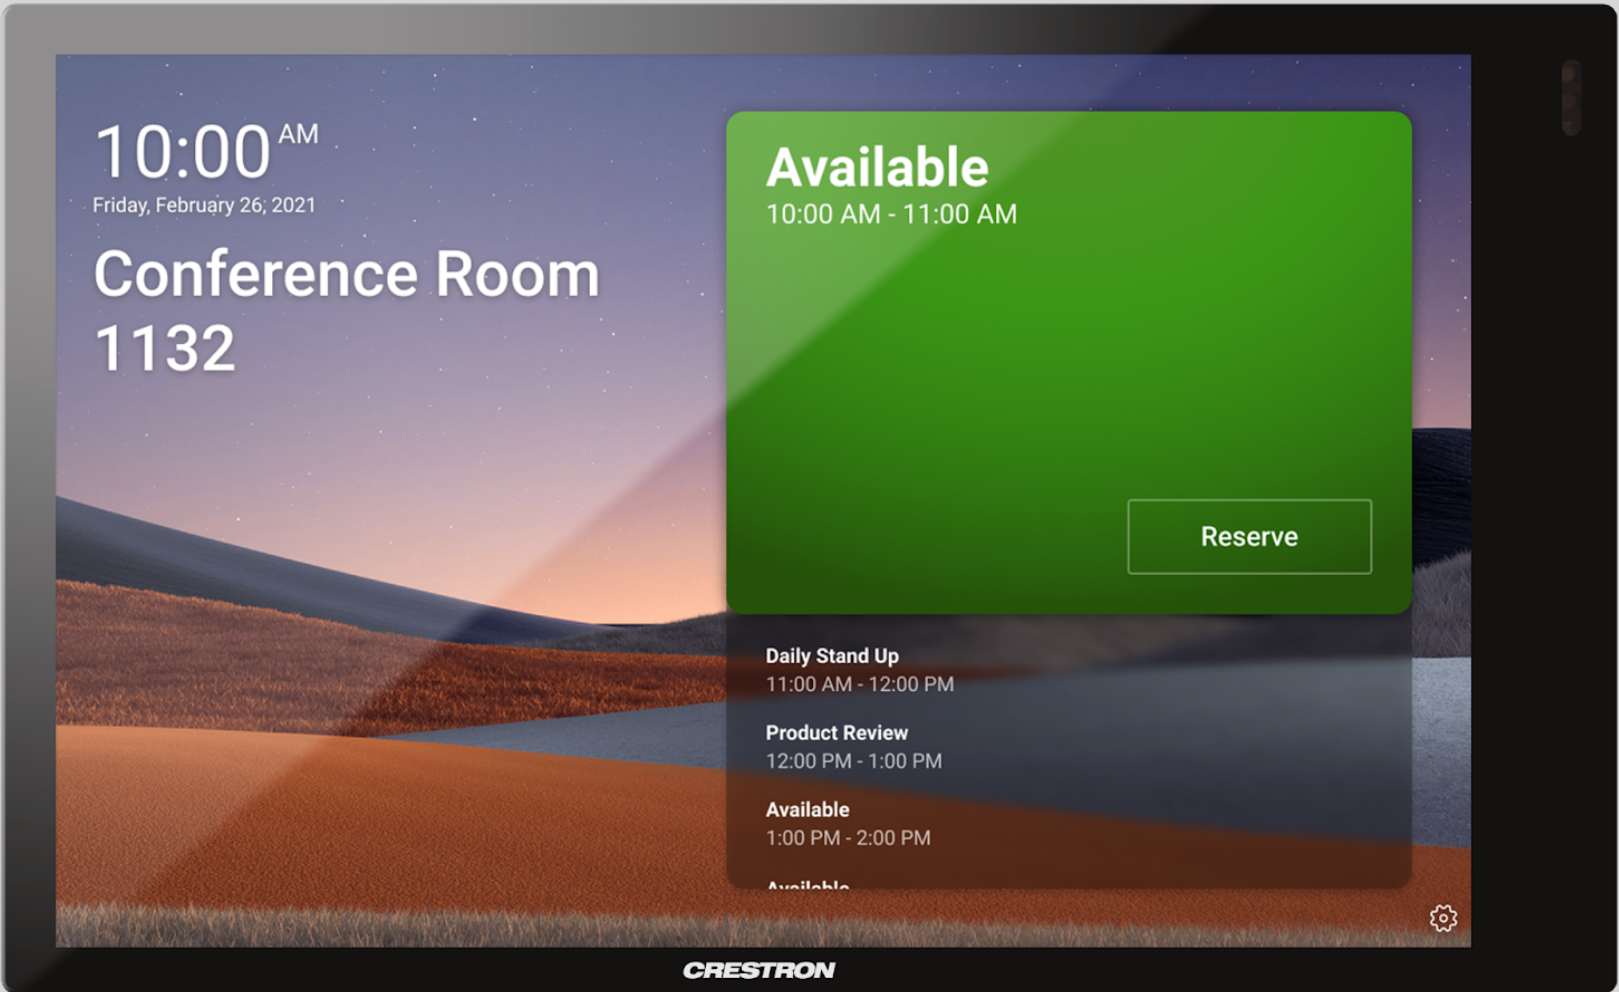 10:00 AM
Friday, February 26, 2021
Conference Room
1132
Available
10:00 AM - 11:00 AM
Reserve
Daily Stand Up
11:00 AM - 12:00 PM
Product Review
12:00 PM - 1:00 PM
Available
1:00 PM - 2:00 PM
Available
CRESTRON